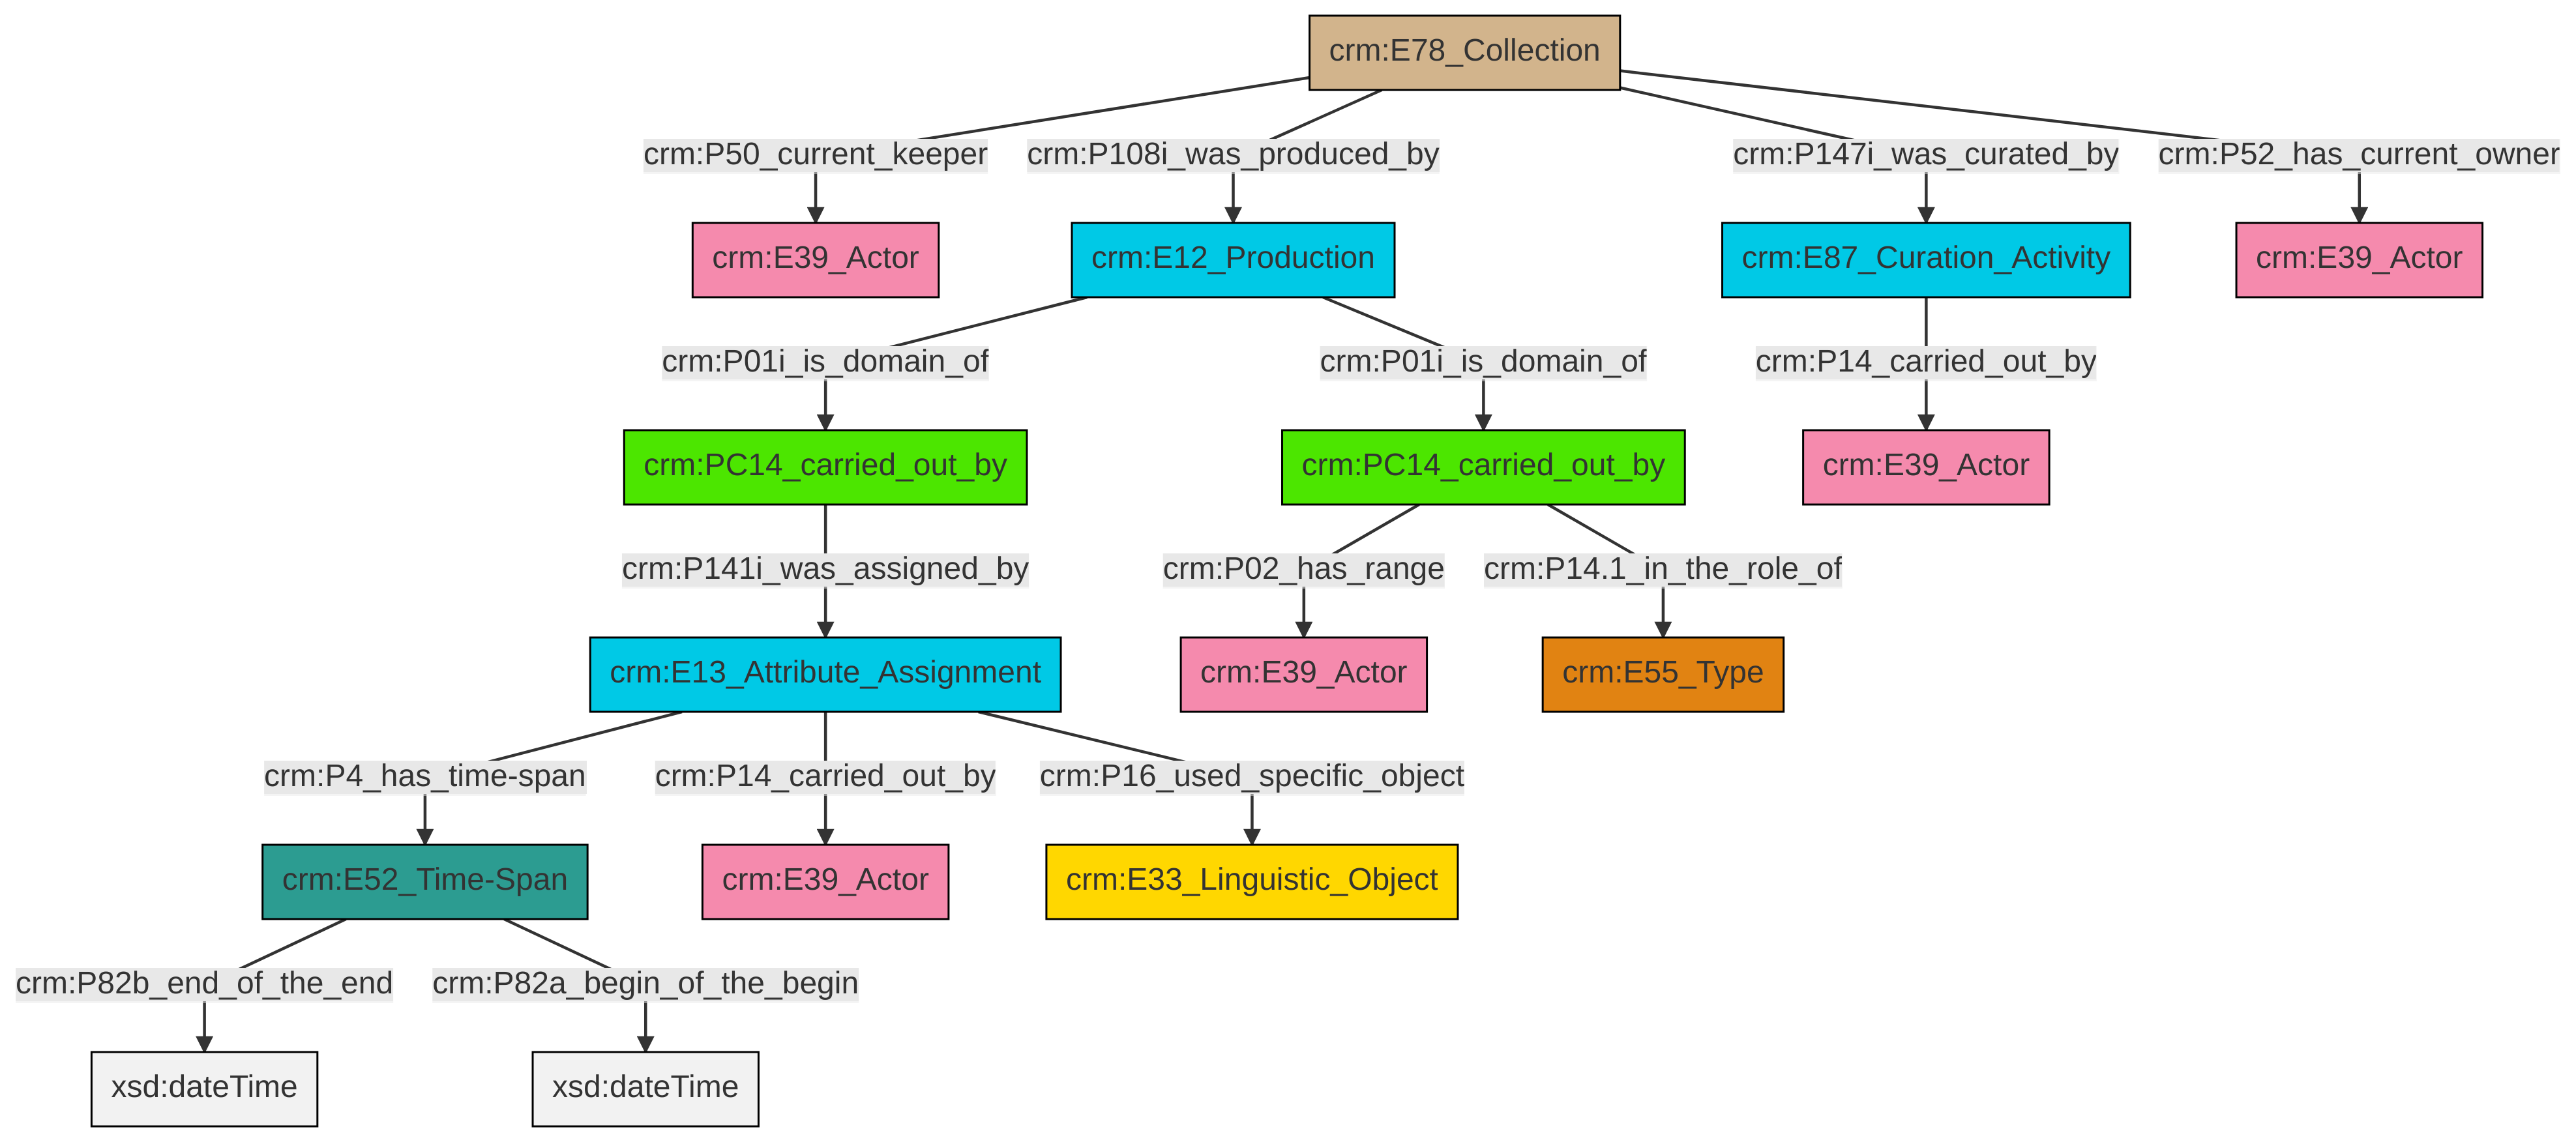 crm:E78_Collection
crm:P50_current_keeper
crm:P108i_was_produced_by
crm:P147i_was_curated_by
crm:P52_has_current_owner
crm:E39_Actor
crm:E12_Production
crm:E87_Curation_Activity
crm:E39_Actor
crm:P01i_is_domain_of
crm:P01i_is_domain_of
crm:P14_carried_out_by
crm:PC14_carried_out_by
crm:PC14_carried_out_by
crm:E39_Actor
crm:P141i_was_assigned_by
crm:P02_has_range
crm:P14.1_in_the_role_of
crm:E13_Attribute_Assignment
crm:E39_Actor
crm:E55_Type
crm:P4_has_time-span
crm:P14_carried_out_by
crm:P16_used_specific_object
crm:E52_Time-Span
crm:E39_Actor
crm:E33_Linguistic_Object
crm:P82b_end_of_the_end
crm:P82a_begin_of_the_begin
xsd:dateTime
xsd:dateTime